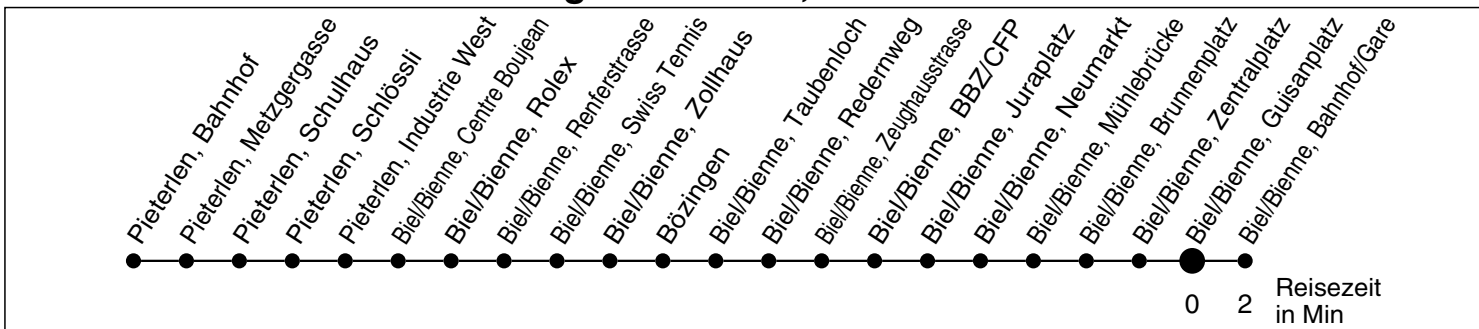 Pieterlen, Bahnhof
Pieterlen, Metzgergasse
Pieterlen, Schulhaus
Pieterlen, Schlössli
Pieterlen, Industrie West
Biel/Bienne, Centre Boujean
Biel/Bienne, Rolex
Biel/Bienne, Renferstrasse
Biel/Bienne, Swiss Tennis
Biel/Bienne, Zollhaus
Bözingen
Biel/Bienne, Taubenloch
Biel/Bienne, Redernweg
Biel/Bienne, Zeughausstrasse
Biel/Bienne, BBZ/CFP
Biel/Bienne, Juraplatz
Biel/Bienne, Neumarkt
Biel/Bienne, Mühlebrücke
Biel/Bienne, Brunnenplatz
Biel/Bienne, Zentralplatz
Biel/Bienne, Guisanplatz
Biel/Bienne, Bahnhof/Gare
0 2 Reisezeit
in Min